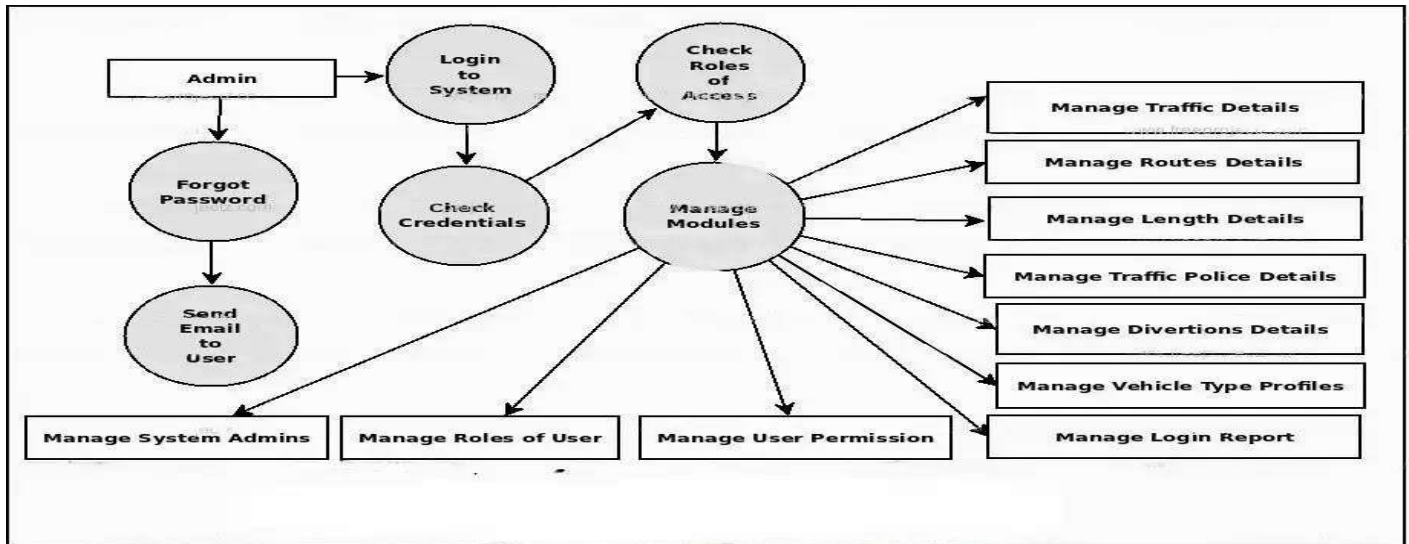 Admin
Login
to
System
Check
Roles
of
Access
Manage Traffic Details
Manage Routes Details
Forgot
Password
Check
Credentials
Manage
Modules
Manage Length Details
Manage Traffic Police Details
Send
Email
to
User
Manage Divertions Details
Manage Vehicle Type Profiles
Manage System Admins
Manage Roles of User
Manage User Permission
Manage Login Report